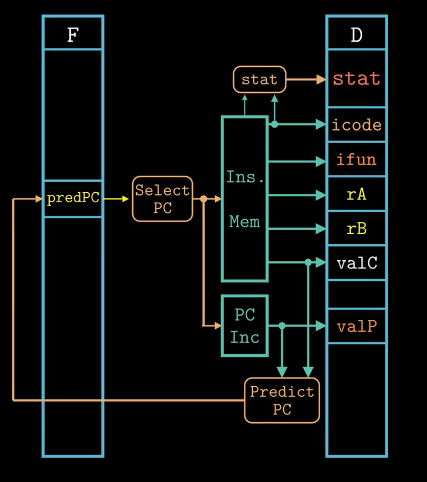 F
D
stat
stat
icode
Ins.
Mem
ifun
predPC
Select
PC
rA
rB
valC
PC
Inc
valP
Predict
PC